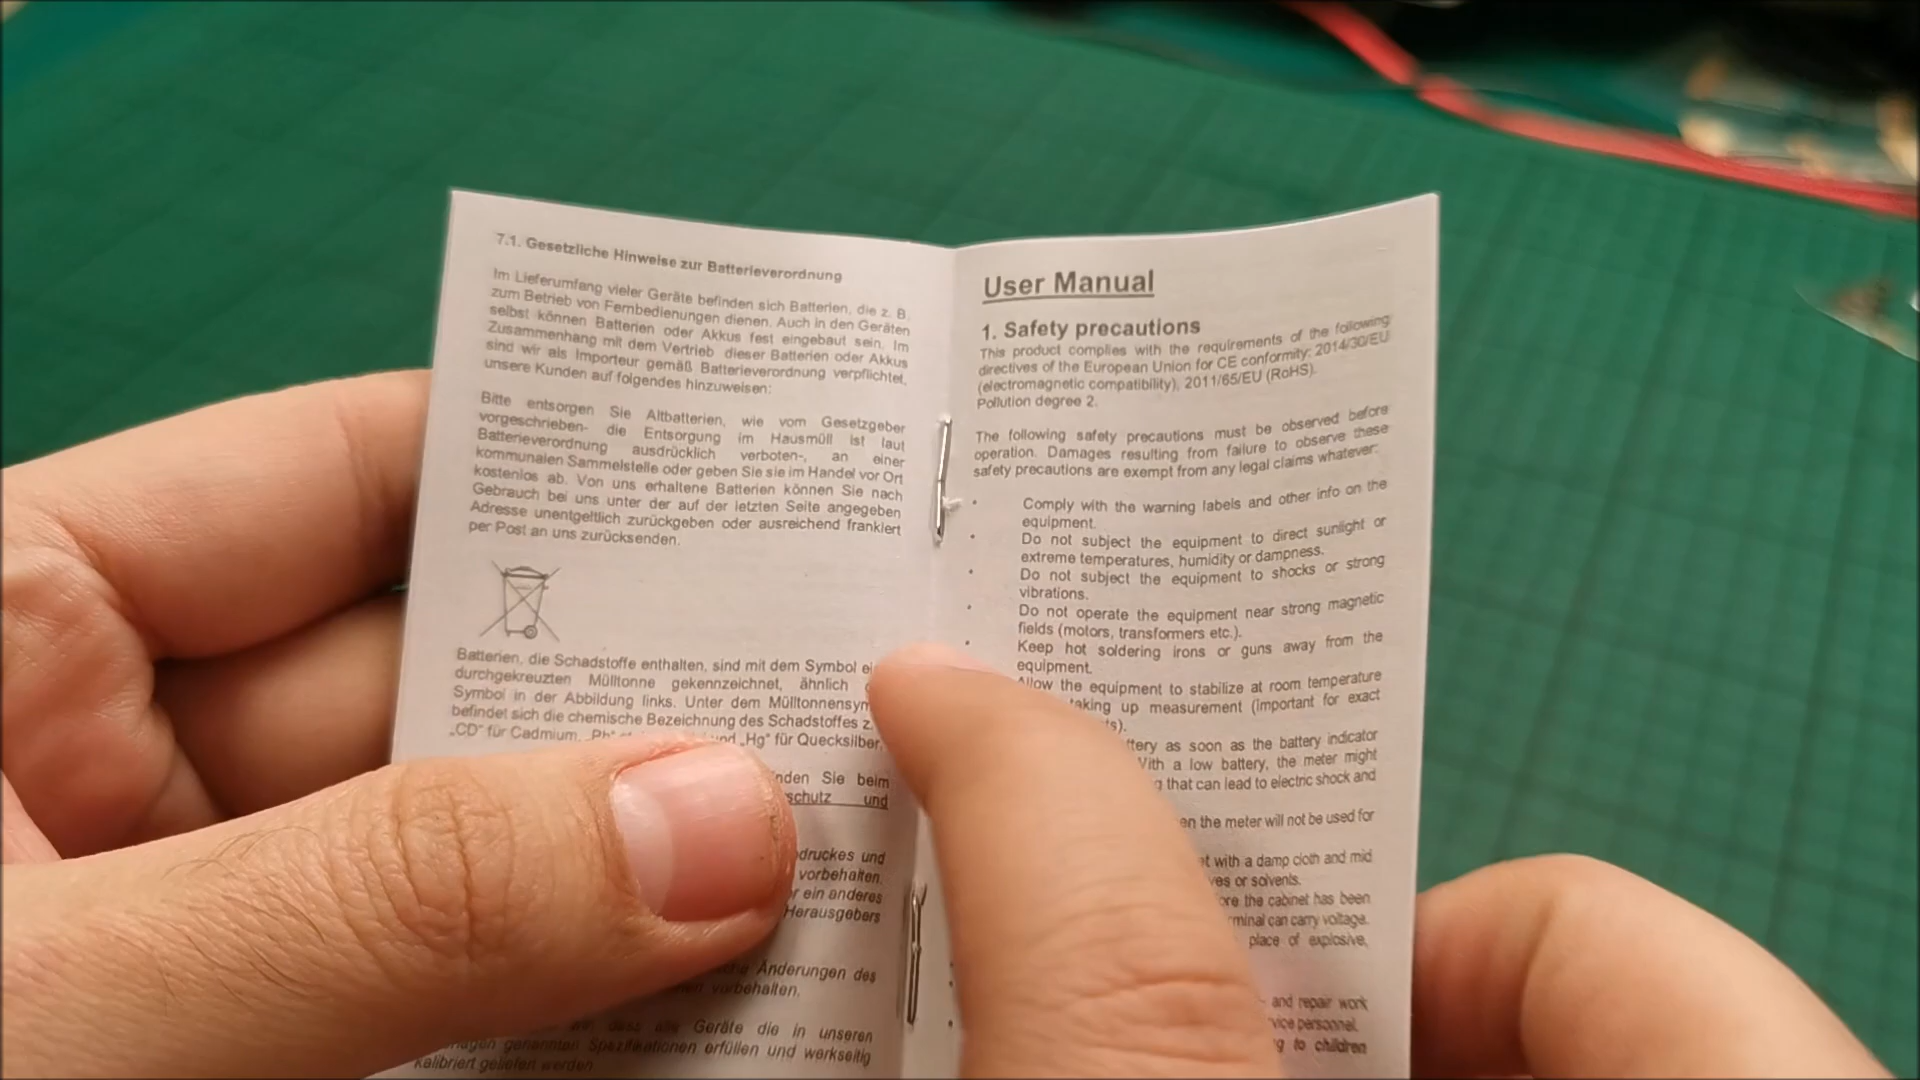 7.1. Gesetzliche Hinweise zur Batterieverordnung
Im Lieferumfang vieler Geräte befinden sich Batterien, die z. B.
zum Betrieb von Fernbedienungen dienen. Auch in den Geräten
selbst können Batterien oder Akkus fest eingebaut sein. Im
Zusammenhang mit dem Vertrieb dieser Batterien oder Akkus
sind wir als Importeur gemäß Batterieverordnung verpflichtet,
unsere Kunden auf folgendes hinzuweisen:
Bitte entsorgen Sie Altbatterien, wie vom Gesetzgeber
vorgeschrieben- die Entsorgung im Hausmüll ist laut
Batterieverordnung ausdrücklich verboten-, an einer
kommunalen Sammelstelle oder geben Sie sie im Handel vor Ort
kostenlos ab. Von uns erhaltene Batterien können Sie nach
Gebrauch bei uns unter der auf der letzten Seite angegeben
Adresse unentgeltlich zurückgeben oder ausreichend frankiert
per Post an uns zurücksenden.
Batterien, die Schadstoffe enthalten, sind mit dem Symbol
durchgekreuzten Mülltonne gekennzeichnet, ähnlich
Symbol in der Abbildung links. Unter dem
befindet sich die chemische Bezeichnung des Schadstoffes z.
„CD" für Cadmium, „Pb" „Hg" für Quecksilber.
Sie beim
und
und
vorbehalten.
ein anderes
Herausgebers
Änderungen des
vorbehalten.
Geräte die in unseren
genannten Spezifikationen erfüllen und werkseitig
kalibriert geliefert werden.
User Manual
1. Safety precautions
This product complies with the requirements of the following
directives of the European Union for CE conformity: 2014/30/EU
(electromagnetic compatibility), 2011/65/EU (RoHS).
Pollution degree 2.
The following safety precautions must be observed before
operation. Damages resulting from failure to observe these
safety precautions are exempt from any legal claims whatever:
• Comply with the warning labels and other info on the
equipment.
• Do not subject the equipment to direct sunlight or
extreme temperatures, humidity or dampness.
• Do not subject the equipment to shocks or strong
vibrations.
• Do not operate the equipment near strong magnetic
fields (motors, transformers etc.).
• Keep hot soldering irons or guns away from the
equipment.
Allow the equipment to stabilize at room temperature
taking up measurement (important for exact
as soon as the battery indicator
With a low battery, the meter might
that can lead to electric shock and
the meter will not be used for
with a damp cloth and mid
or solvents.
the cabinet has been
can carry voltage.
place of explosive,
and repair work
personnel.
to children